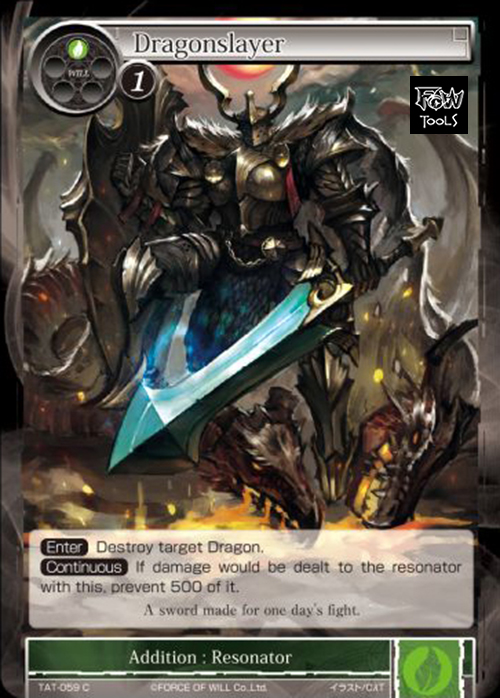 Dragonslayer
WILL
1
FOW
TOOLS
Enter Destroy target Dragon.
Continuous If damage would be dealt to the resonator
with this, prevent 500 of it.
A sword made for one day's fight.
Addition : Resonator
TAT-059 C ©FORCE OF WILL Co.,Ltd. イラスト/CXT